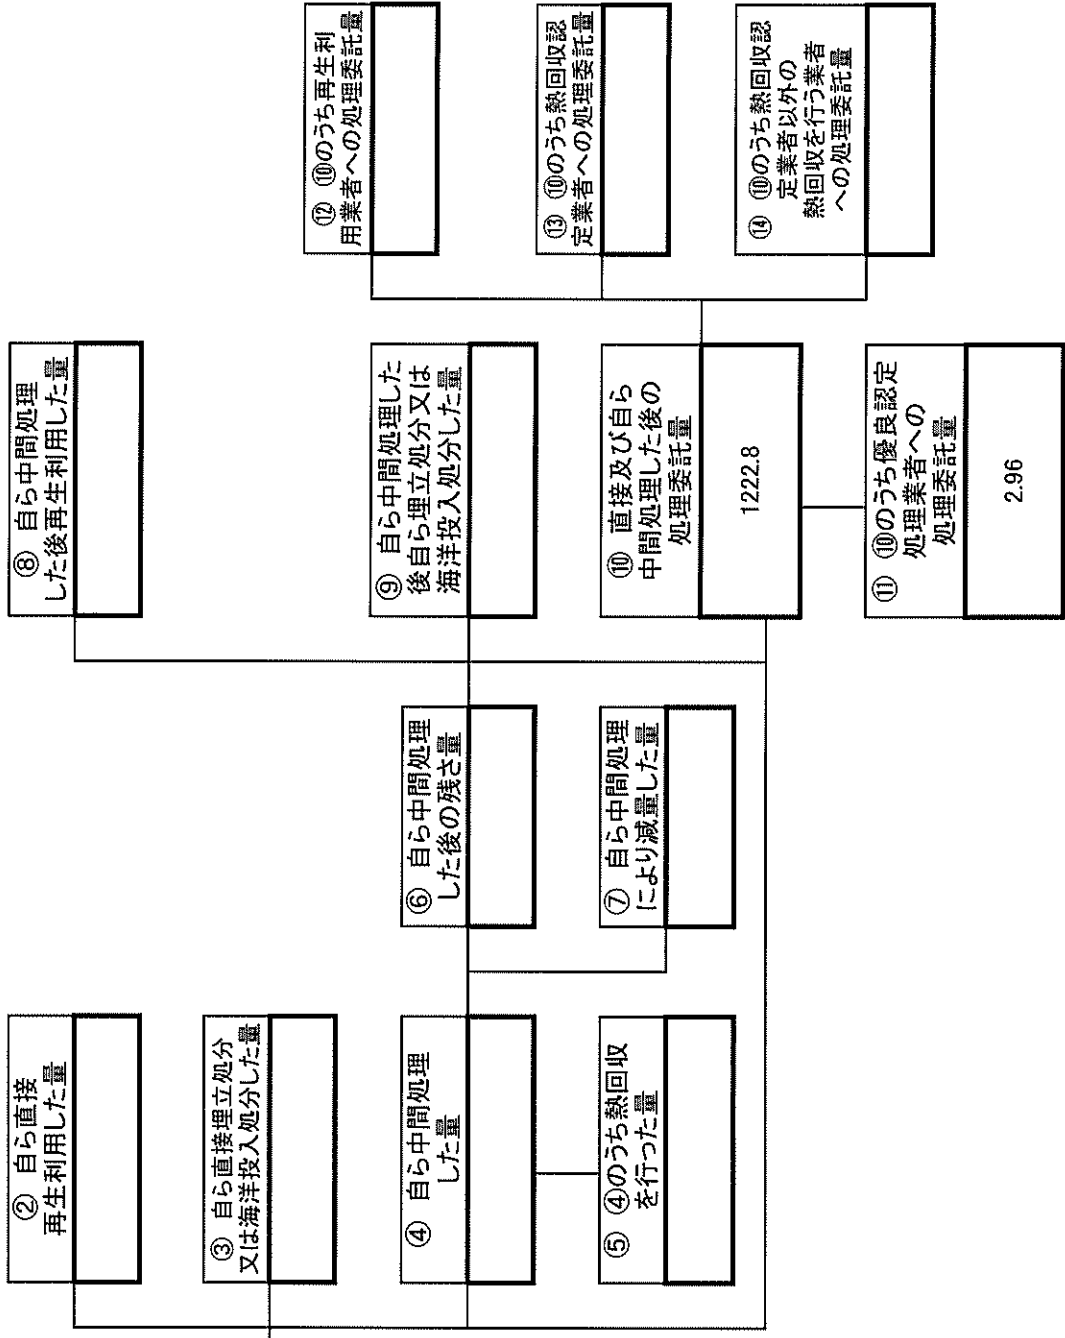 ② 自ら直接
再生利用した量
③ 自ら直接埋立処分
又は海洋投入処分した量
④ 自ら中間処理
した量
⑤ ④のうち熱回収
を行った量
⑥ 自ら中間処理
した後の残さ量
⑦ 自ら中間処理
により減量した量
⑧ 自ら中間処理
した後再生利用した量
⑨ 自ら中間処理した
後自ら埋立処分又は
海洋投入処分した量
⑩ 直接及び自ら
中間処理した後の
処理委託量
1222.8
⑪ ⑩のうち優良認定
処理業者への
処理委託量
2.96
⑫ ⑩のうち再生利
用業者への処理委託量
⑬ ⑩のうち熱回収認
定業者への処理委託量
⑭ ⑩のうち熱回収認
定業者以外の
熱回収を行う業者
への処理委託量